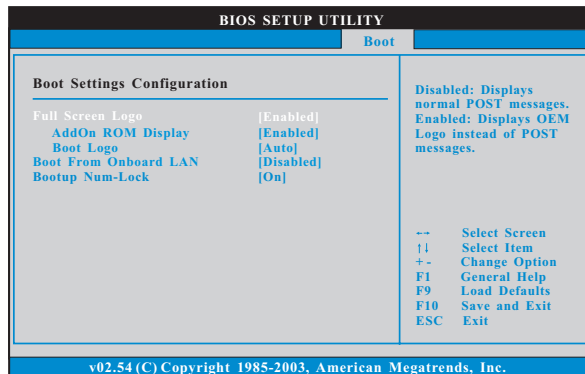 BIOS SETUP UTILITY
Boot
Boot Settings Configuration
Full Screen Logo [Enabled]
AddOn ROM Display [Enabled]
Boot Logo [Auto]
Boot From Onboard LAN [Disabled]
Bootup Num-Lock [On]
Disabled: Displays
normal POST messages.
Enabled: Displays OEM
Logo instead of POST
messages.
←→ Select Screen
↑↓ Select Item
+ - Change Option
F1 General Help
F9 Load Defaults
F10 Save and Exit
ESC Exit
v02.54 (C) Copyright 1985-2003, American Megatrends, Inc.